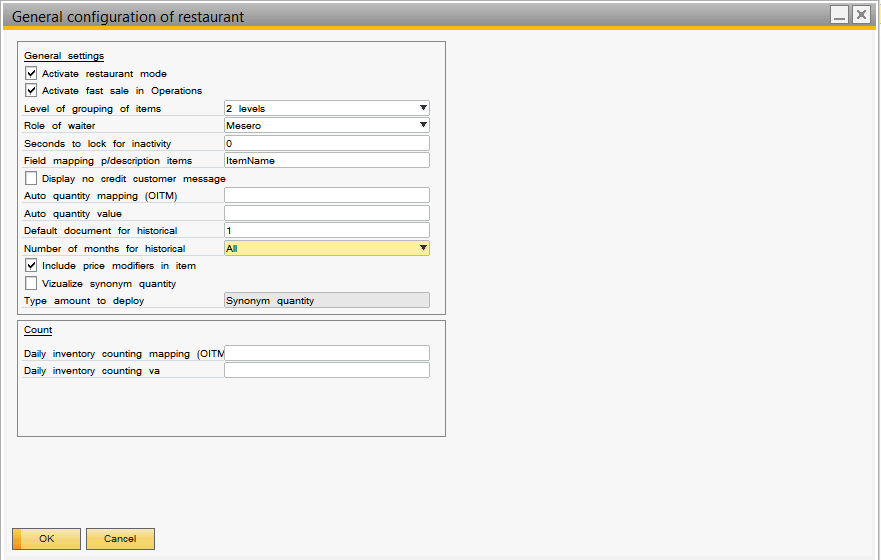 General configuration of restaurant
General settings
Activate restaurant mode
Activate fast sale in Operations
Level of grouping of items 2 levels
Role of waiter Mesero
Seconds to lock for inactivity 0
Field mapping p/description items ItemName
Display no credit customer message
Auto quantity mapping (OITM)
Auto quantity value
Default document for historical 1
Number of months for historical All
Include price modifiers in item
Vizualize synonym quantity
Type amount to deploy Synonym quantity
Count
Daily inventory counting mapping (OITM
Daily inventory counting va
OK Cancel